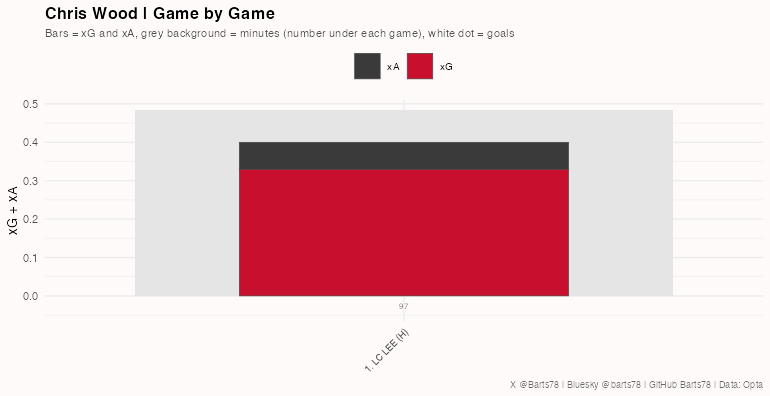 Chris Wood | Game by Game
Bars = xG and xA, grey background = minutes (number under each game), white dot = goals
xA xG
0.5
0.4
0.3
0.2
0.1
0.0
xG + xA
97
1. LC LEE (H)
X @Barts78 | Bluesky @barts78 | GitHub Barts78 | Data: Opta